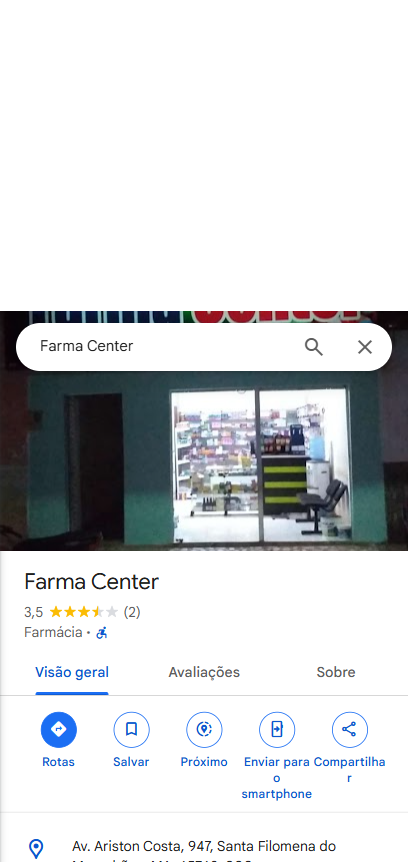 Center
Farma Center
Farma Center
3,5 (2)
Farmácia ·
Visão geral Avaliações Sobre
Rotas Salvar Próximo Enviar para o smartphone Compartilhar
Av. Ariston Costa, 947, Santa Filomena do